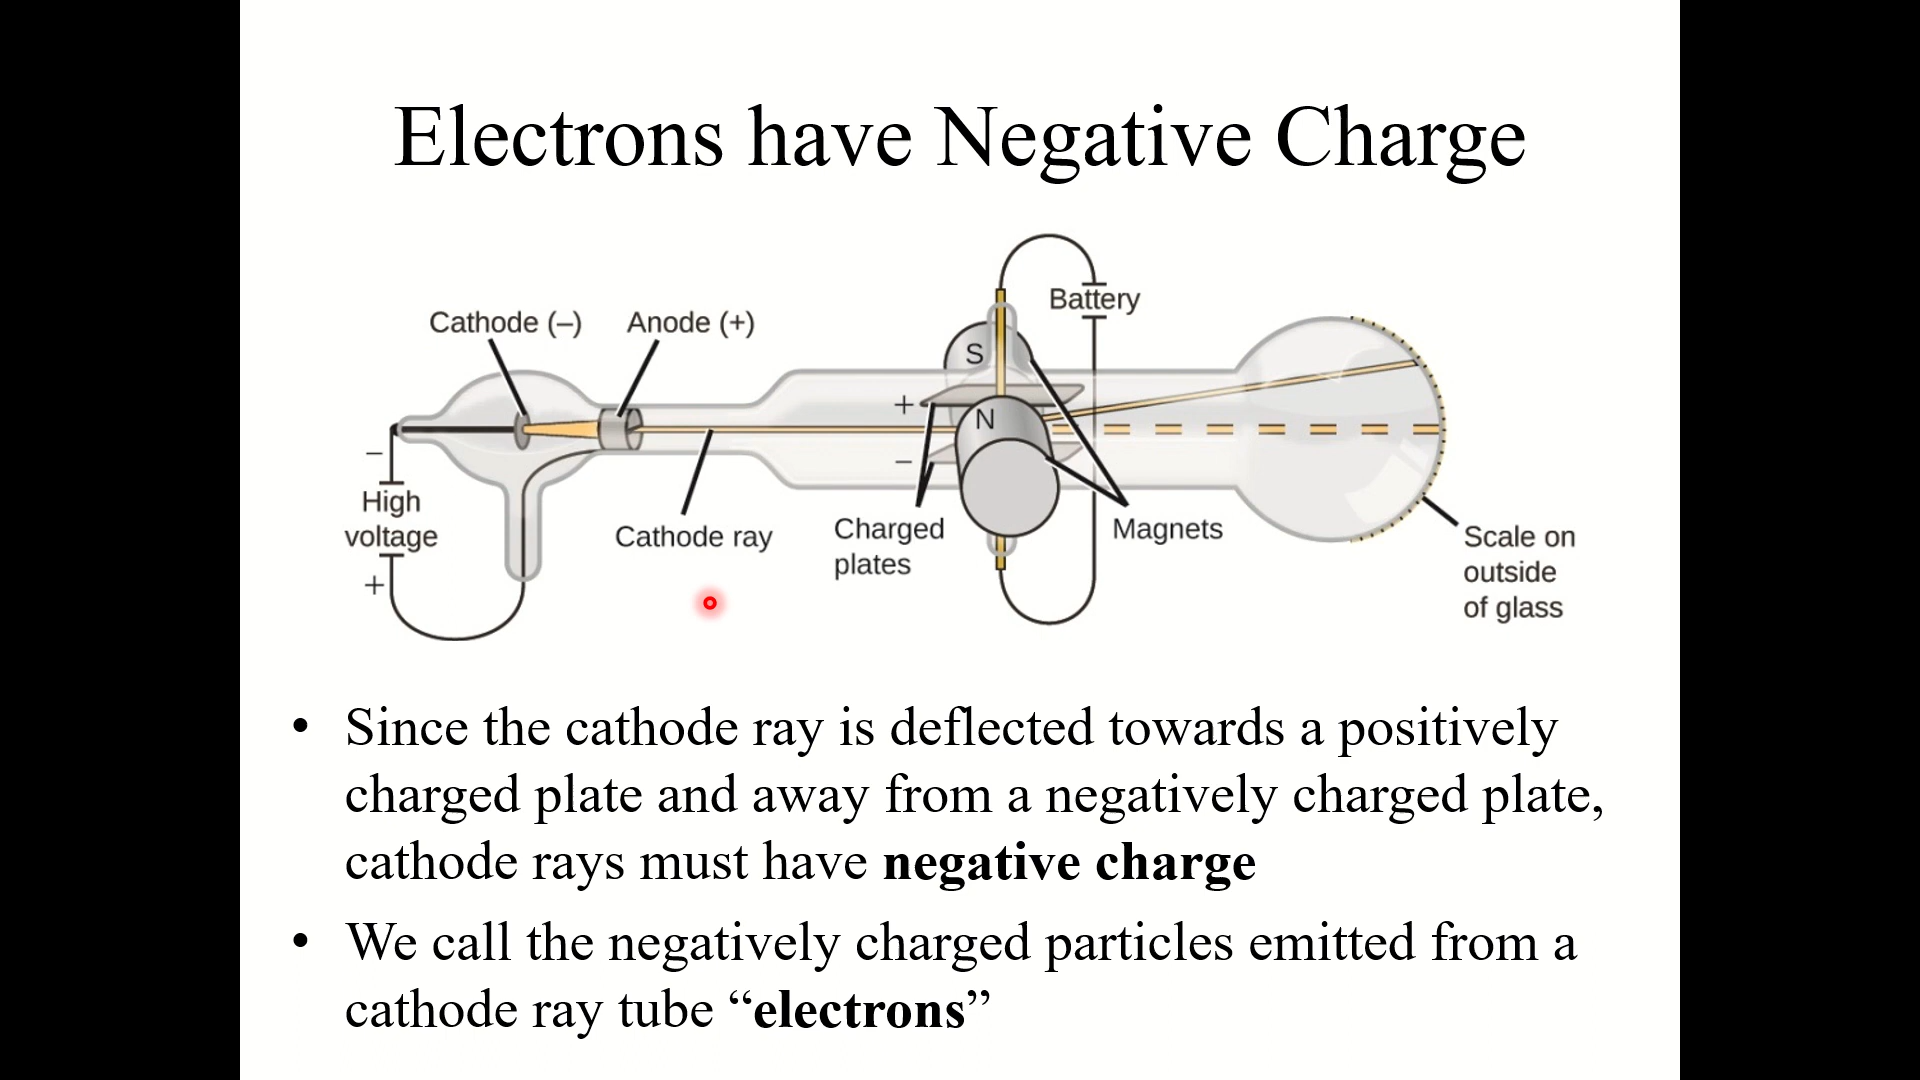 Electrons have Negative Charge
Battery
Cathode (–)
Anode (+)
S
+
N
–
–
High
voltage
+
Cathode ray
Charged
plates
Magnets
Scale on
outside
of glass
• Since the cathode ray is deflected towards a positively
charged plate and away from a negatively charged plate,
cathode rays must have negative charge
• We call the negatively charged particles emitted from a
cathode ray tube “electrons”